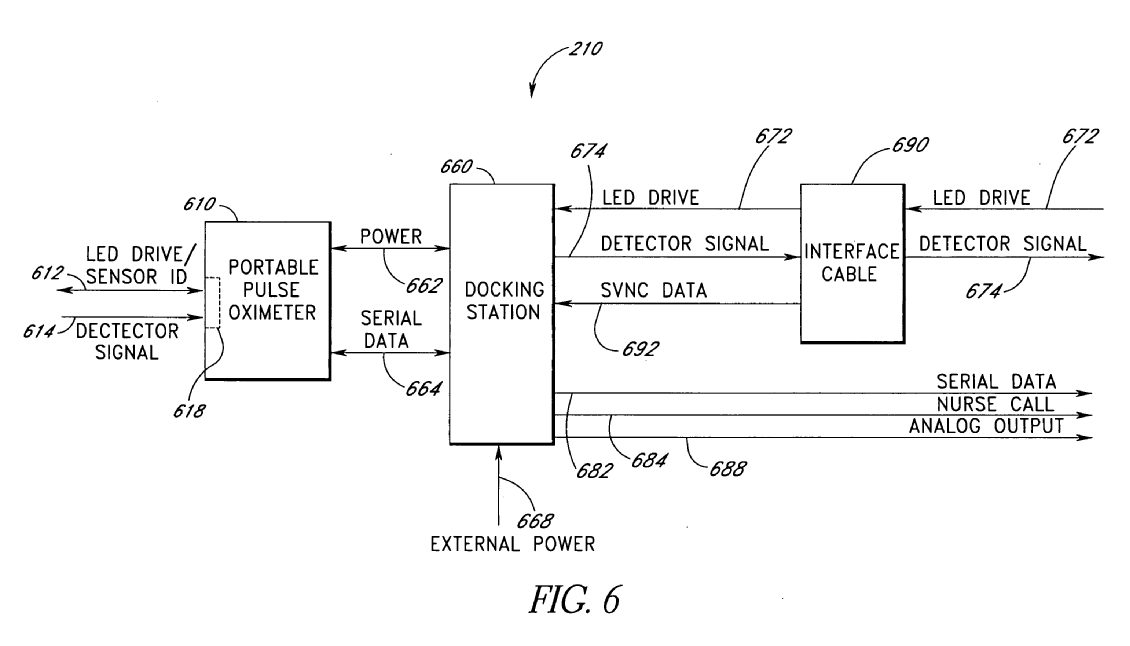 210
674
672
690
672
660
610
LED DRIVE
LED DRIVE
LED DRIVE/
SENSOR ID
612
POWER
662
DETECTOR SIGNAL
DETECTOR SIGNAL
674
PORTABLE
PULSE
OXIMETER
DOCKING
STATION
INTERFACE
CABLE
SVNC DATA
692
614
DECTECTOR
SIGNAL
618
SERIAL
DATA
664
SERIAL DATA
NURSE CALL
ANALOG OUTPUT
682
684
688
668
EXTERNAL POWER
FIG. 6